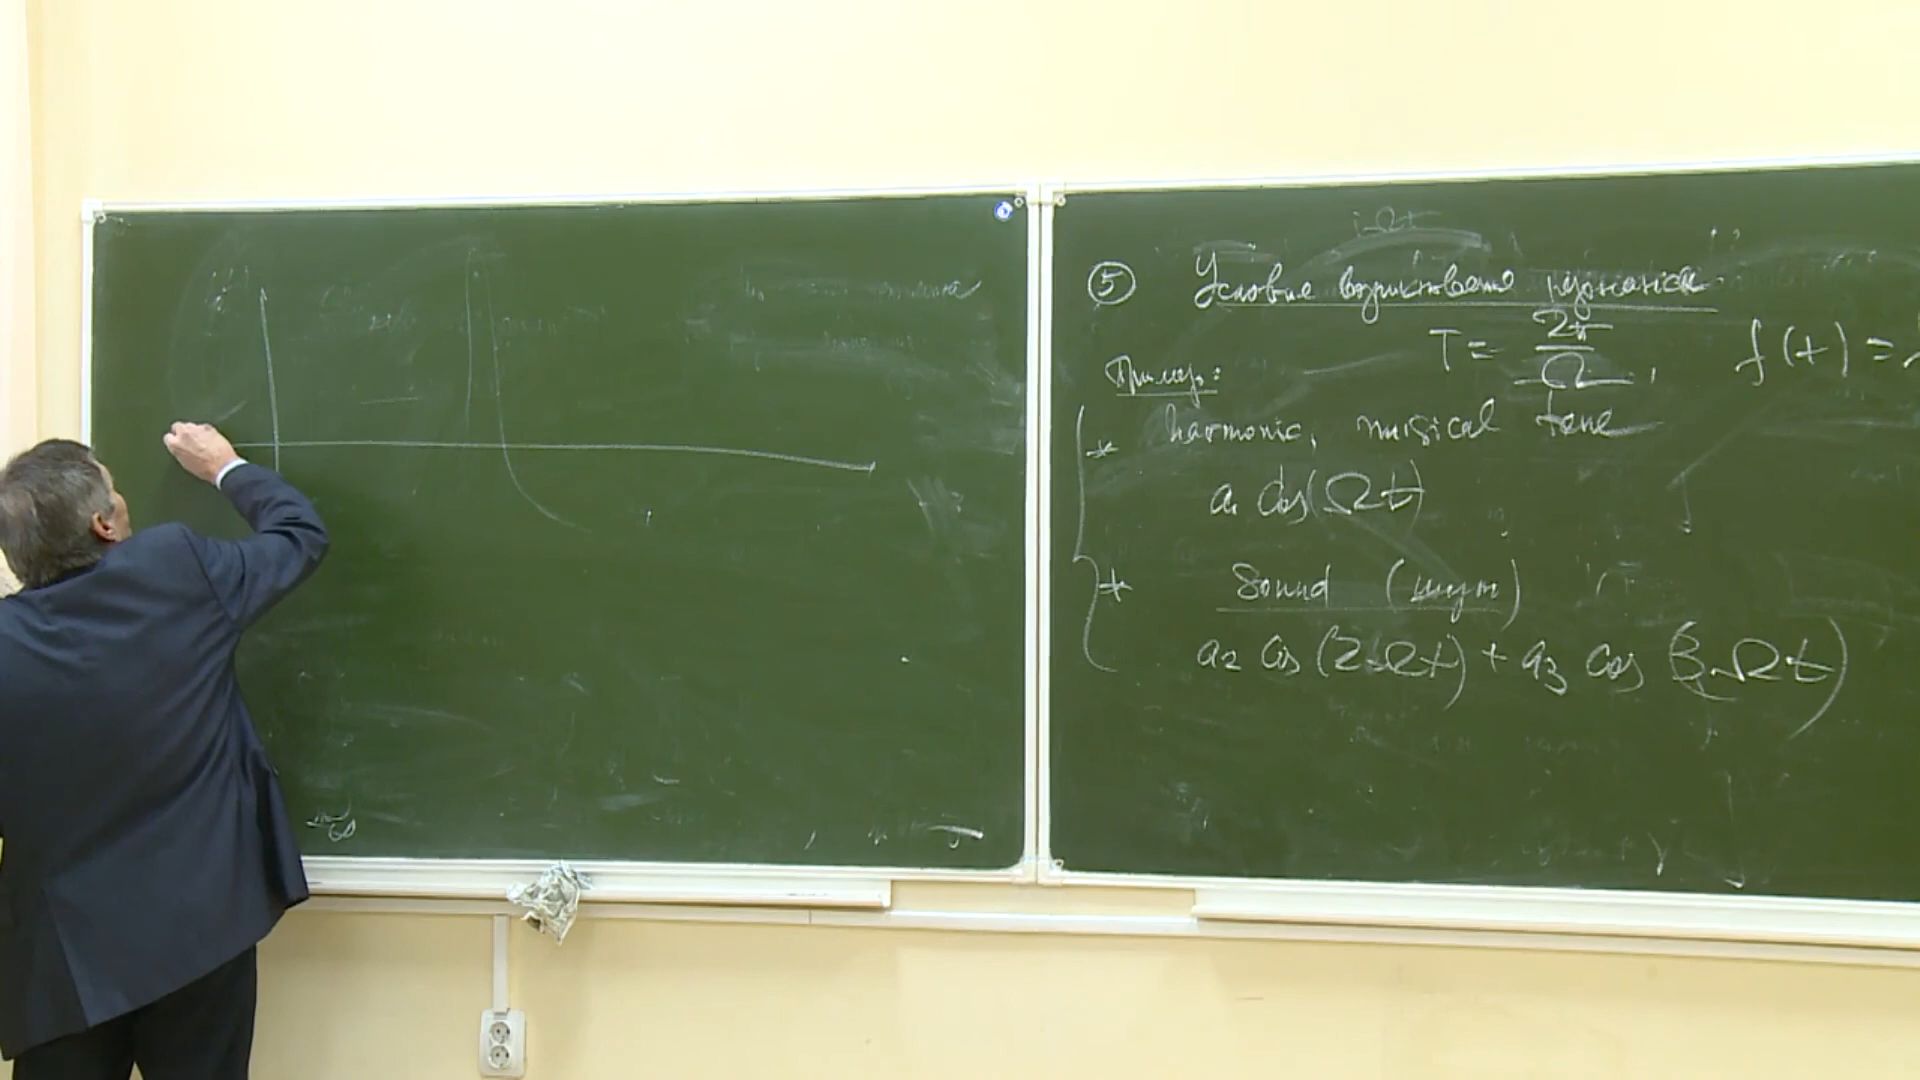 ⑤ Условие возникновения резонанса
T = 2π/Ω, f(t) =
Пример:
* harmonic, musical tone
a₁ cos(Ωt)
* Sound (шум)
a₂ cos(2Ωt) + a₃ cos(3Ωt)